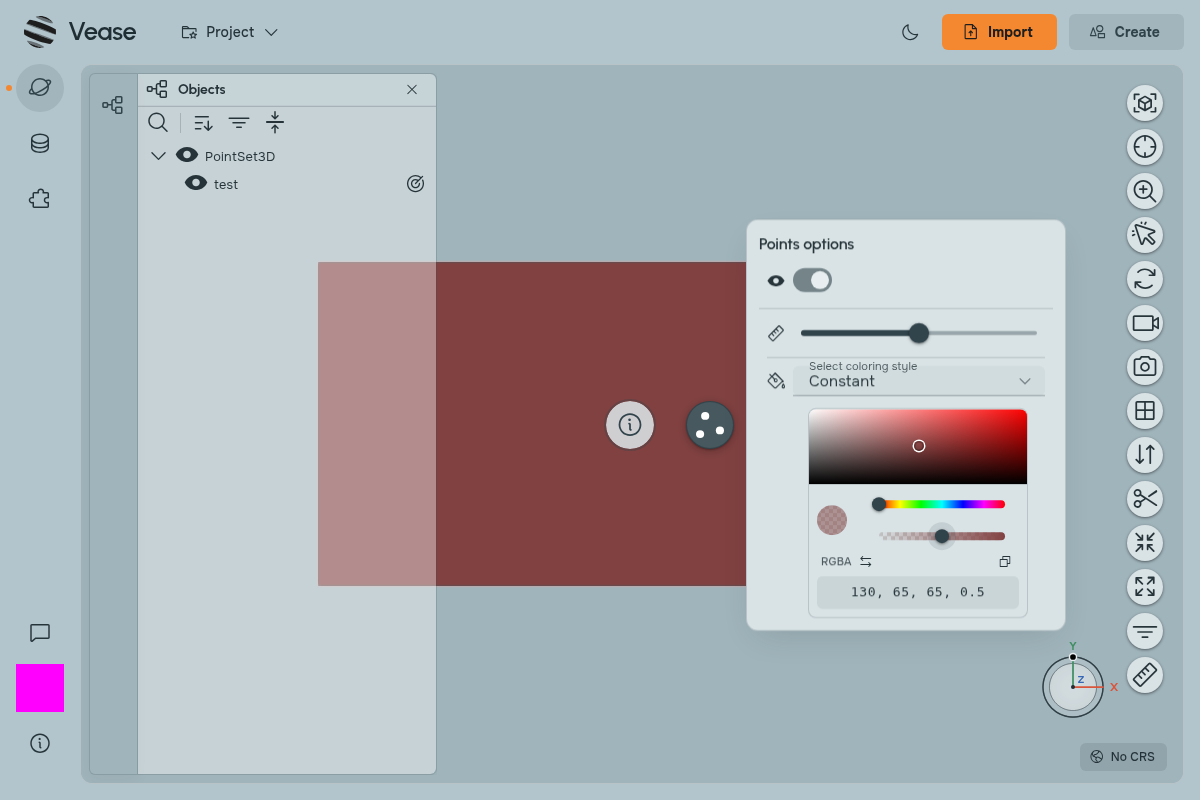 Vease
Project
Import
Create
Objects
PointSet3D
test
Points options
Select coloring style
Constant
RGBA
130, 65, 65, 0.5
Y
Z
X
No CRS